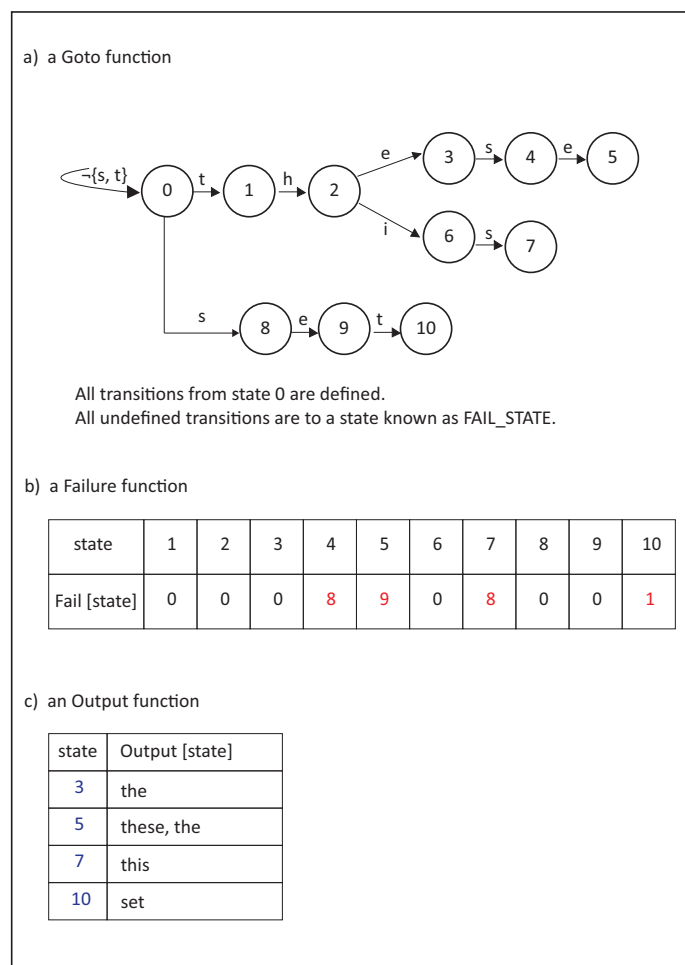 a) a Goto function
¬{s, t}
0 t 1 h 2
e 3 s 4 e 5
i 6 s 7
s 8 e 9 t 10
All transitions from state 0 are defined.
All undefined transitions are to a state known as FAIL_STATE.
b) a Failure function
state 1 2 3 4 5 6 7 8 9 10
Fail [state] 0 0 0 8 9 0 8 0 0 1
c) an Output function
state Output [state]
3 the
5 these, the
7 this
10 set